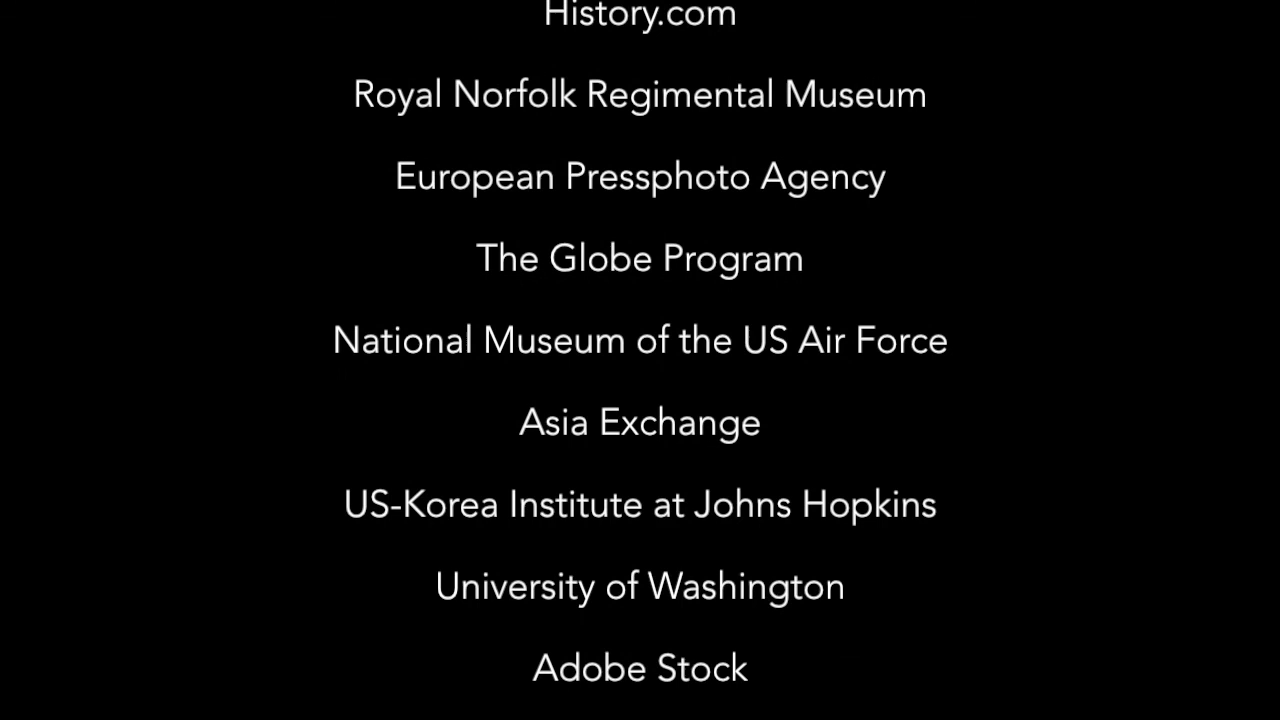 History.com
Royal Norfolk Regimental Museum
European Pressphoto Agency
The Globe Program
National Museum of the US Air Force
Asia Exchange
US-Korea Institute at Johns Hopkins
University of Washington
Adobe Stock